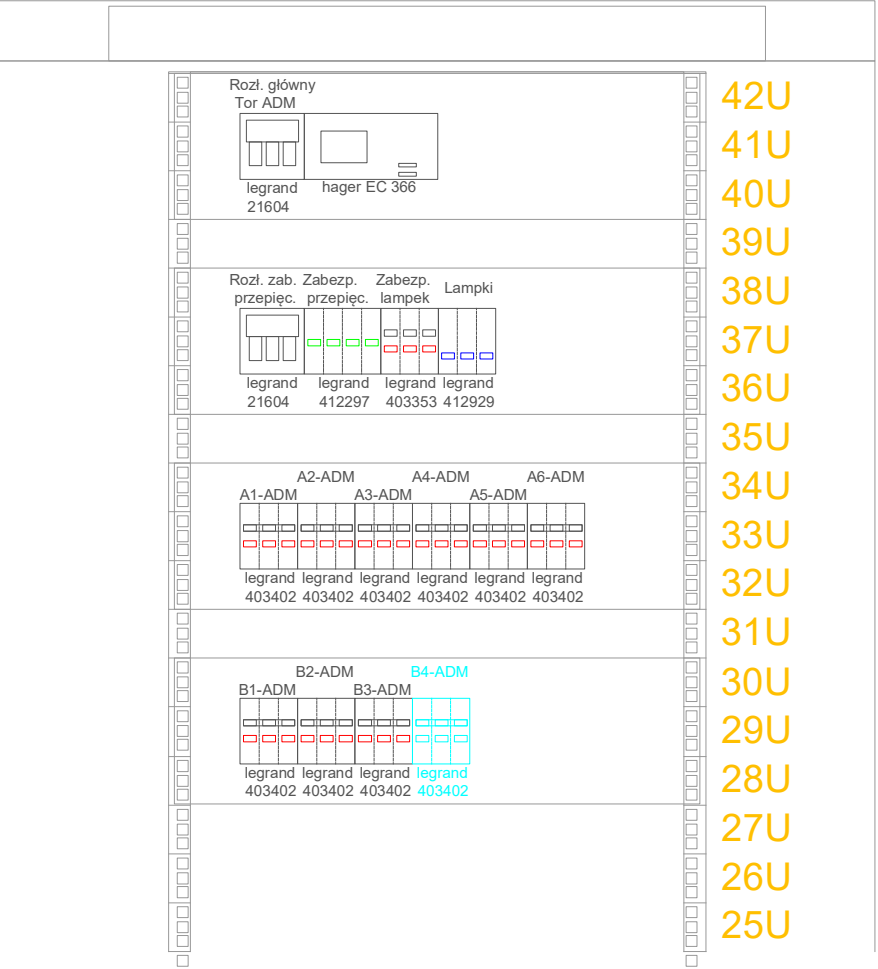 Rozł. główny
Tor ADM
legrand
21604
hager EC 366
42U
41U
40U
39U
Rozł. zab.
przepięc.
Zabezp.
przepięc.
Zabezp.
lampek
Lampki
legrand
21604
legrand
412297
legrand
403353
legrand
412929
38U
37U
36U
35U
A2-ADM A4-ADM A6-ADM
A1-ADM A3-ADM A5-ADM
legrand legrand legrand legrand legrand legrand
403402 403402 403402 403402 403402 403402
34U
33U
32U
31U
B2-ADM B4-ADM
B1-ADM B3-ADM
legrand legrand legrand legrand
403402 403402 403402 403402
30U
29U
28U
27U
26U
25U